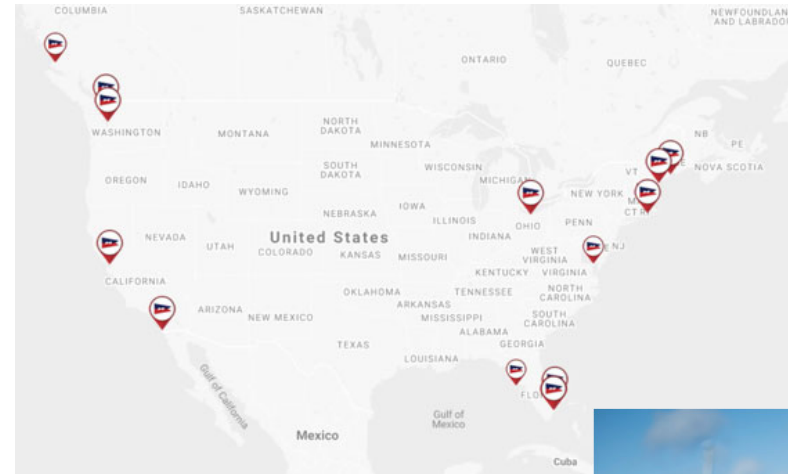 COLUMBIA
SASKATCHEWAN
NEWFOUNDLAN
AND LABRADO
ONTARIO
QUEBEC
WASHINGTON
MONTANA
NORTH
DAKOTA
MINNESOTA
NB
PE
OREGON
IDAHO
SOUTH
DAKOTA
WISCONSIN
MICHIGAN
VT
NOVA SCOTIA
WYOMING
NEW YORK
NEBRASKA
IOWA
CT
NEVADA
UTAH
United States
COLORADO
KANSAS
MISSOURI
ILLINOIS
INDIANA
OHIO
PENN
NJ
WEST
VIRGINIA
KENTUCKY
VIRGINIA
CALIFORNIA
ARIZONA
NEW MEXICO
OKLAHOMA
ARKANSAS
TENNESSEE
NORTH
CAROLINA
MISSISSIPPI
SOUTH
CAROLINA
ALABAMA
TEXAS
LOUISIANA
GEORGIA
FLO
Gulf of
California
Gulf of
Mexico
Mexico
Cuba